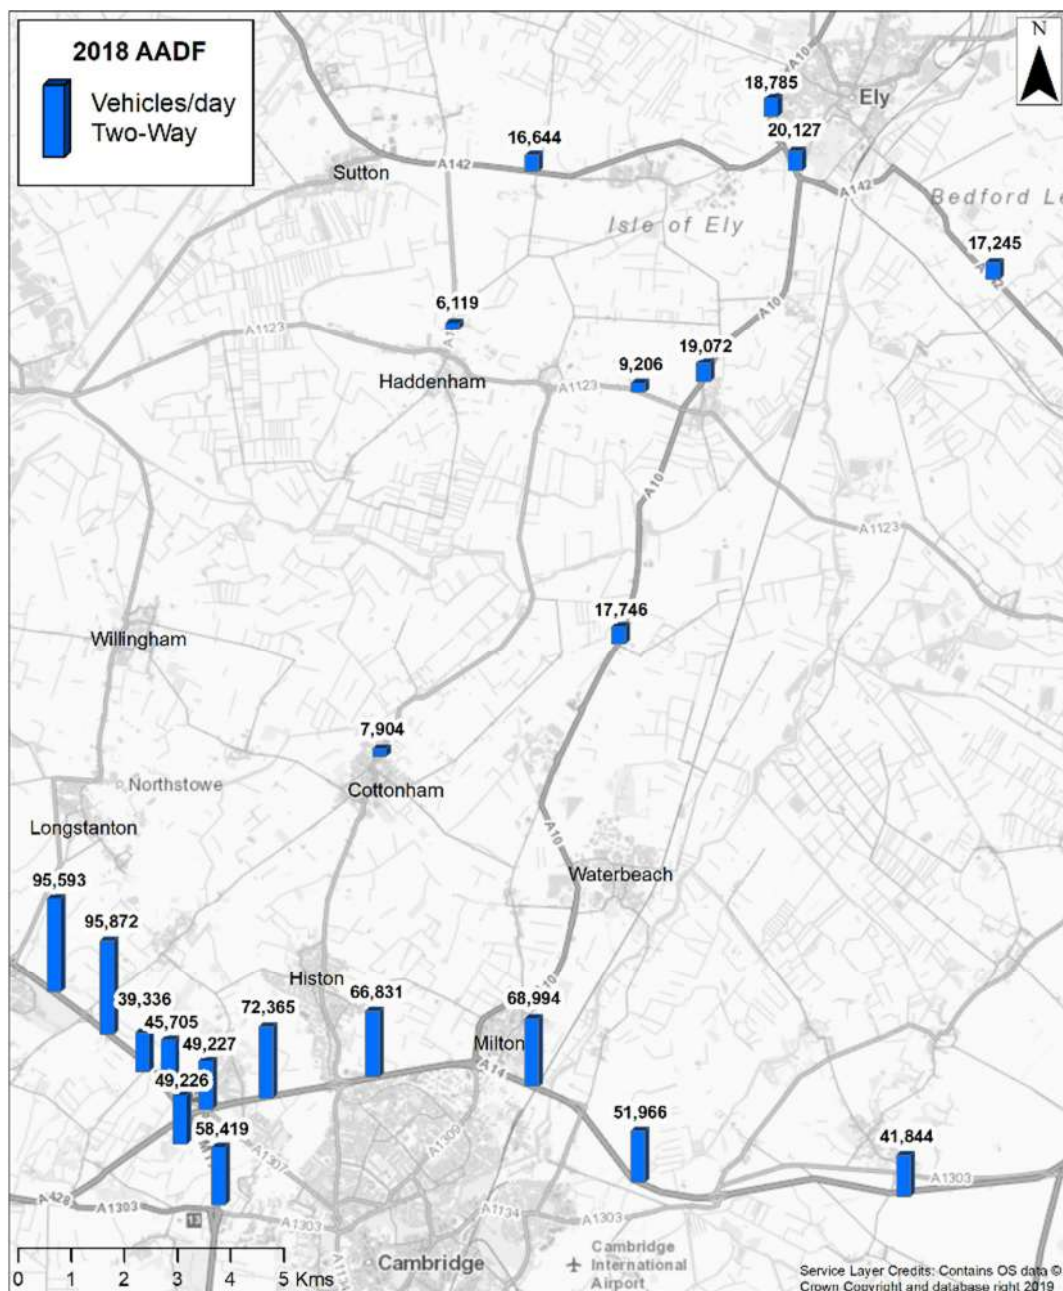 2018 AADF
Vehicles/day
Two-Way
N
A10
18,785
Ely
20,127
16,644
A142
Sutton
A142
Bedford Le
Isle of Ely
17,245
6,119
A10
A1123
19,072
9,206
Haddenham
A1123
A10
A1123
17,746
Willingham
7,904
Northstowe
Cottonham
A10
Longstanton
Waterbeach
95,593
95,872
Histon
A10
39,336
66,831
68,994
72,365
45,705
Milton
49,227
A14
49,226
51,966
58,419
A1309
41,844
A1307
A1303
A428
A1303
13
A1303
A1134
A1303
A1134
Cambridge
Cambridge
International
Airport
0 1 2 3 4 5 Kms
Service Layer Credits: Contains OS data ©
Crown Copyright and database right 2019